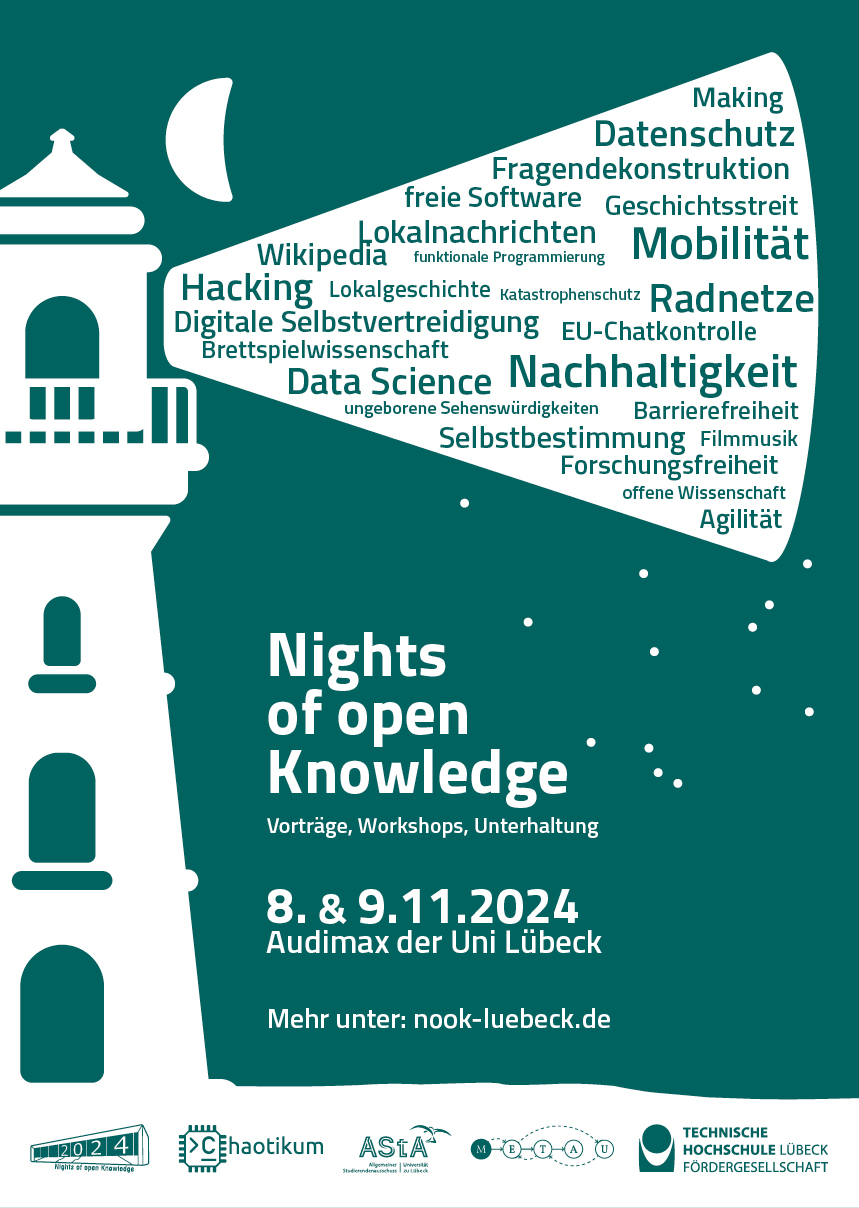 Making
Datenschutz
Fragendekonstruktion
freie Software Geschichtsstreit
Lokalnachrichten Mobilität
Wikipedia funktionale Programmierung
Hacking Lokalgeschichte Katastrophenschutz Radnetze
Digitale Selbstvertreidigung EU-Chatkontrolle
Brettspielwissenschaft
Data Science Nachhaltigkeit
ungeborene Sehenswürdigkeiten Barrierefreiheit
Selbstbestimmung Filmmusik
Forschungsfreiheit
offene Wissenschaft
Agilität
Nights
of open
Knowledge
Vorträge, Workshops, Unterhaltung
8. & 9.11.2024
Audimax der Uni Lübeck
Mehr unter: nook-luebeck.de
2024
Nights of open Knowledge
>C haotikum
AStA
Allgemeiner Studierendenausschuss | Universität zu Lübeck
M E T A U
TECHNISCHE
HOCHSCHULE LÜBECK
FÖRDERGESELLSCHAFT